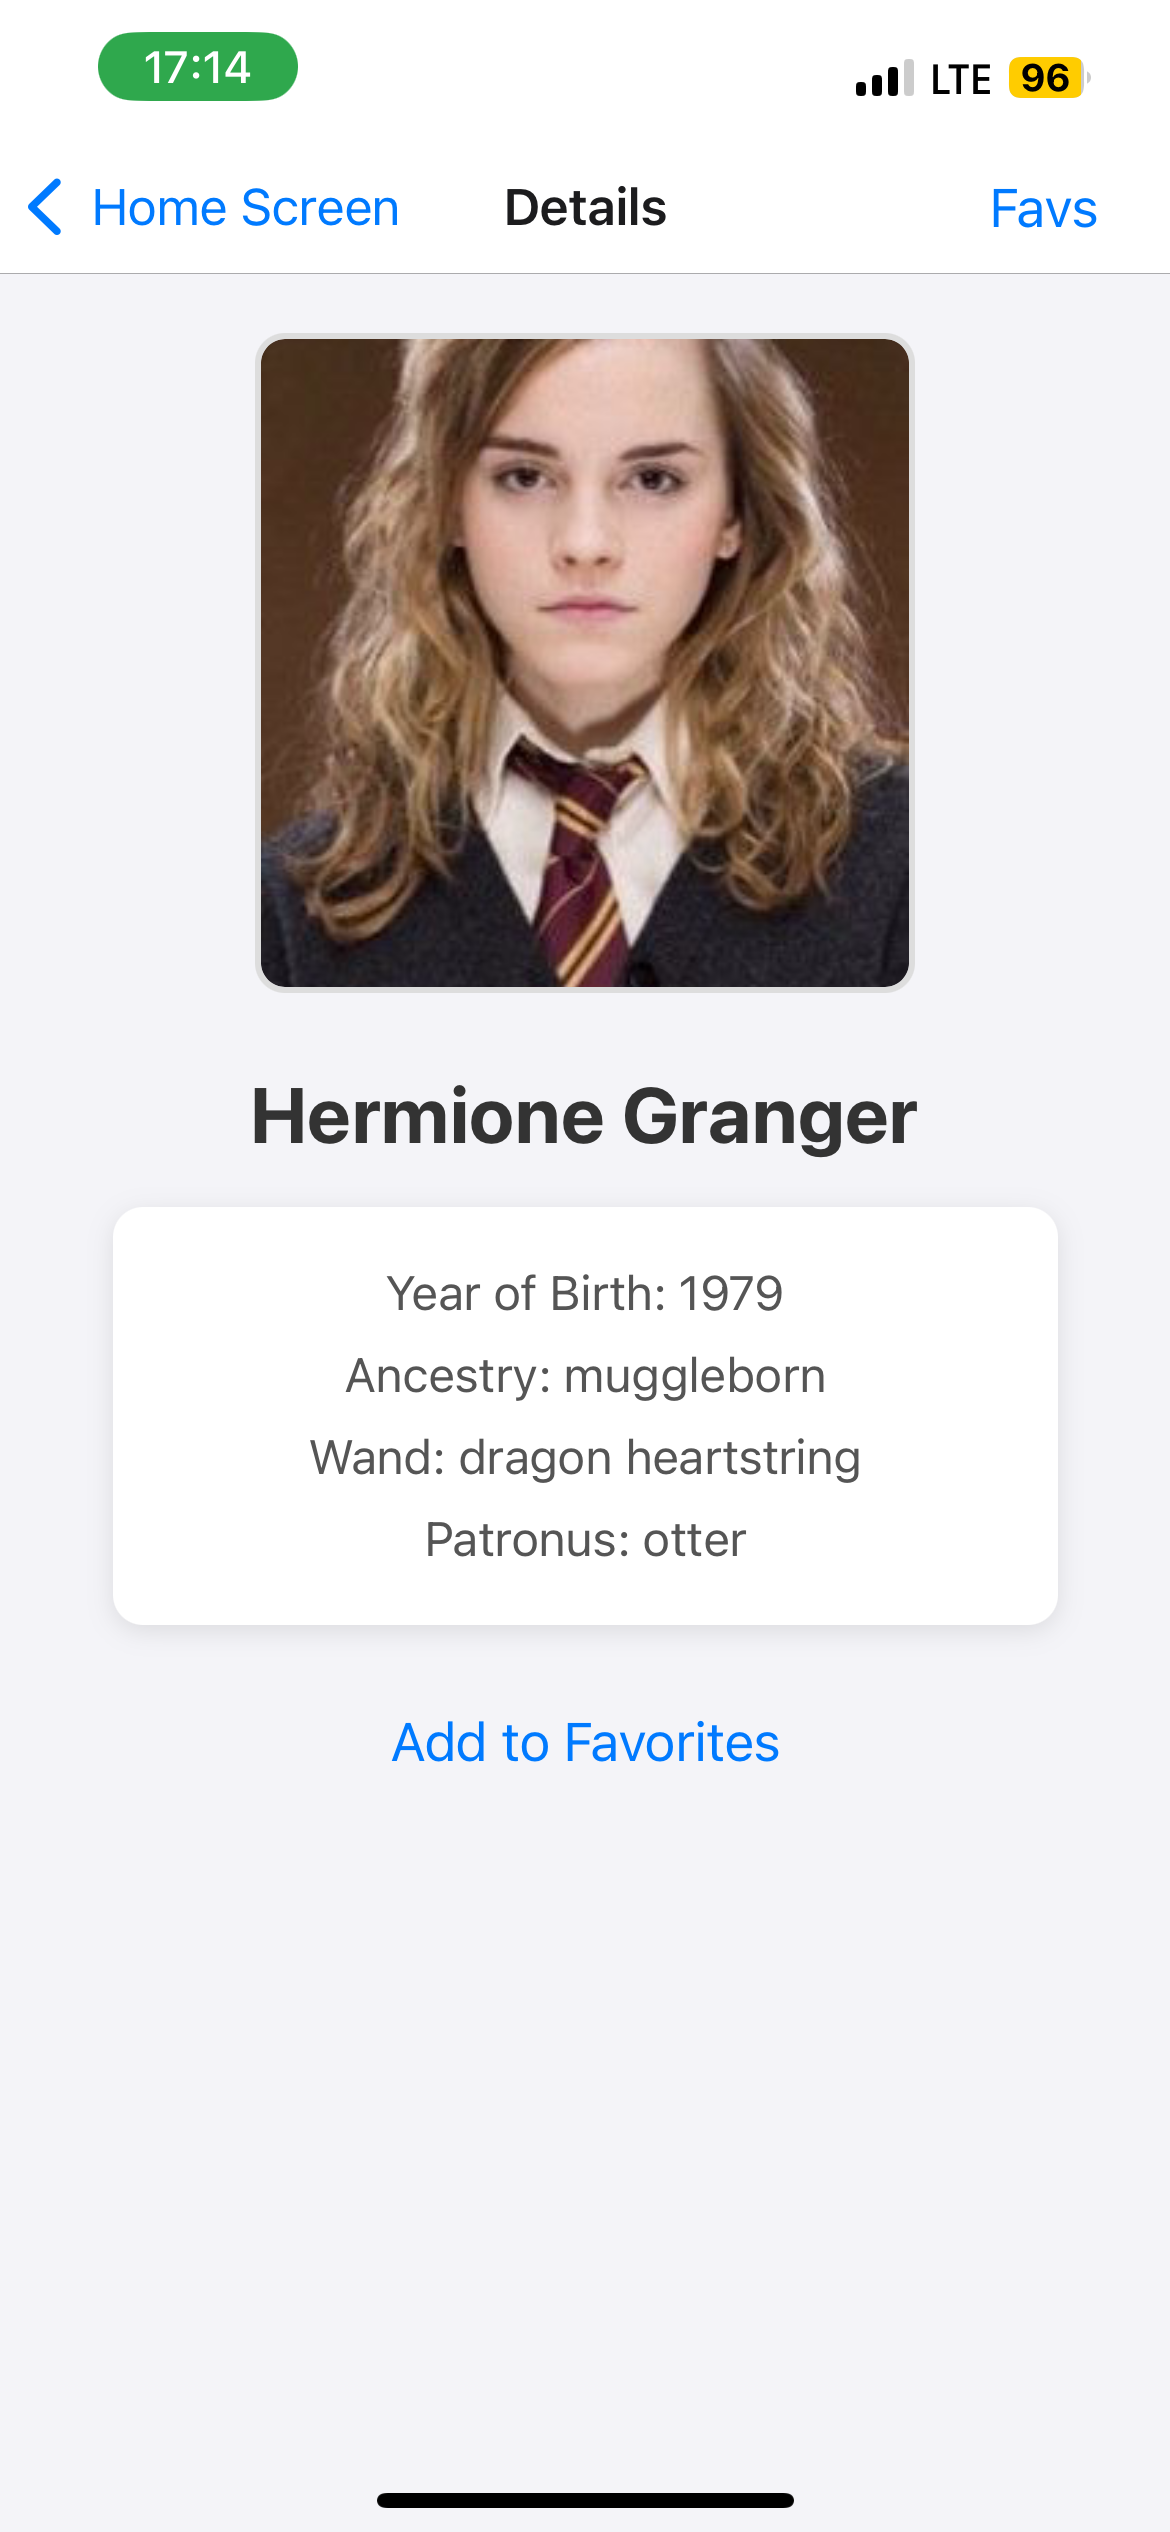 17:14
LTE 96
Home Screen Details Favs
Hermione Granger
Year of Birth: 1979
Ancestry: muggleborn
Wand: dragon heartstring
Patronus: otter
Add to Favorites